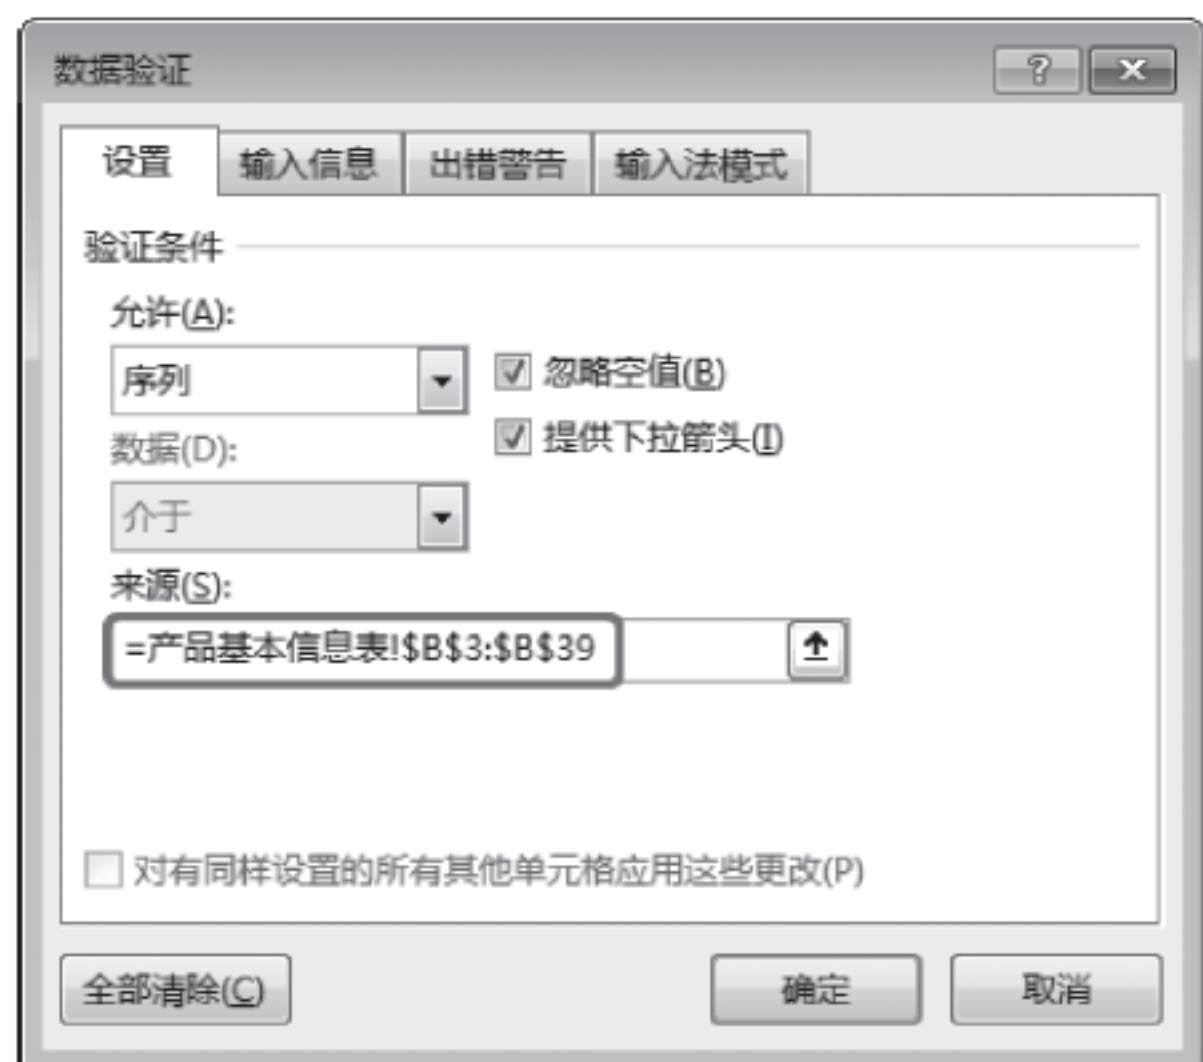 数据验证
设置 输入信息 出错警告 输入法模式
验证条件
允许(A):
序列 忽略空值(B)
数据(D): 提供下拉箭头(I)
介于
来源(S):
=产品基本信息表!$B$3:$B$39
对有同样设置的所有其他单元格应用这些更改(P)
全部清除(C) 确定 取消